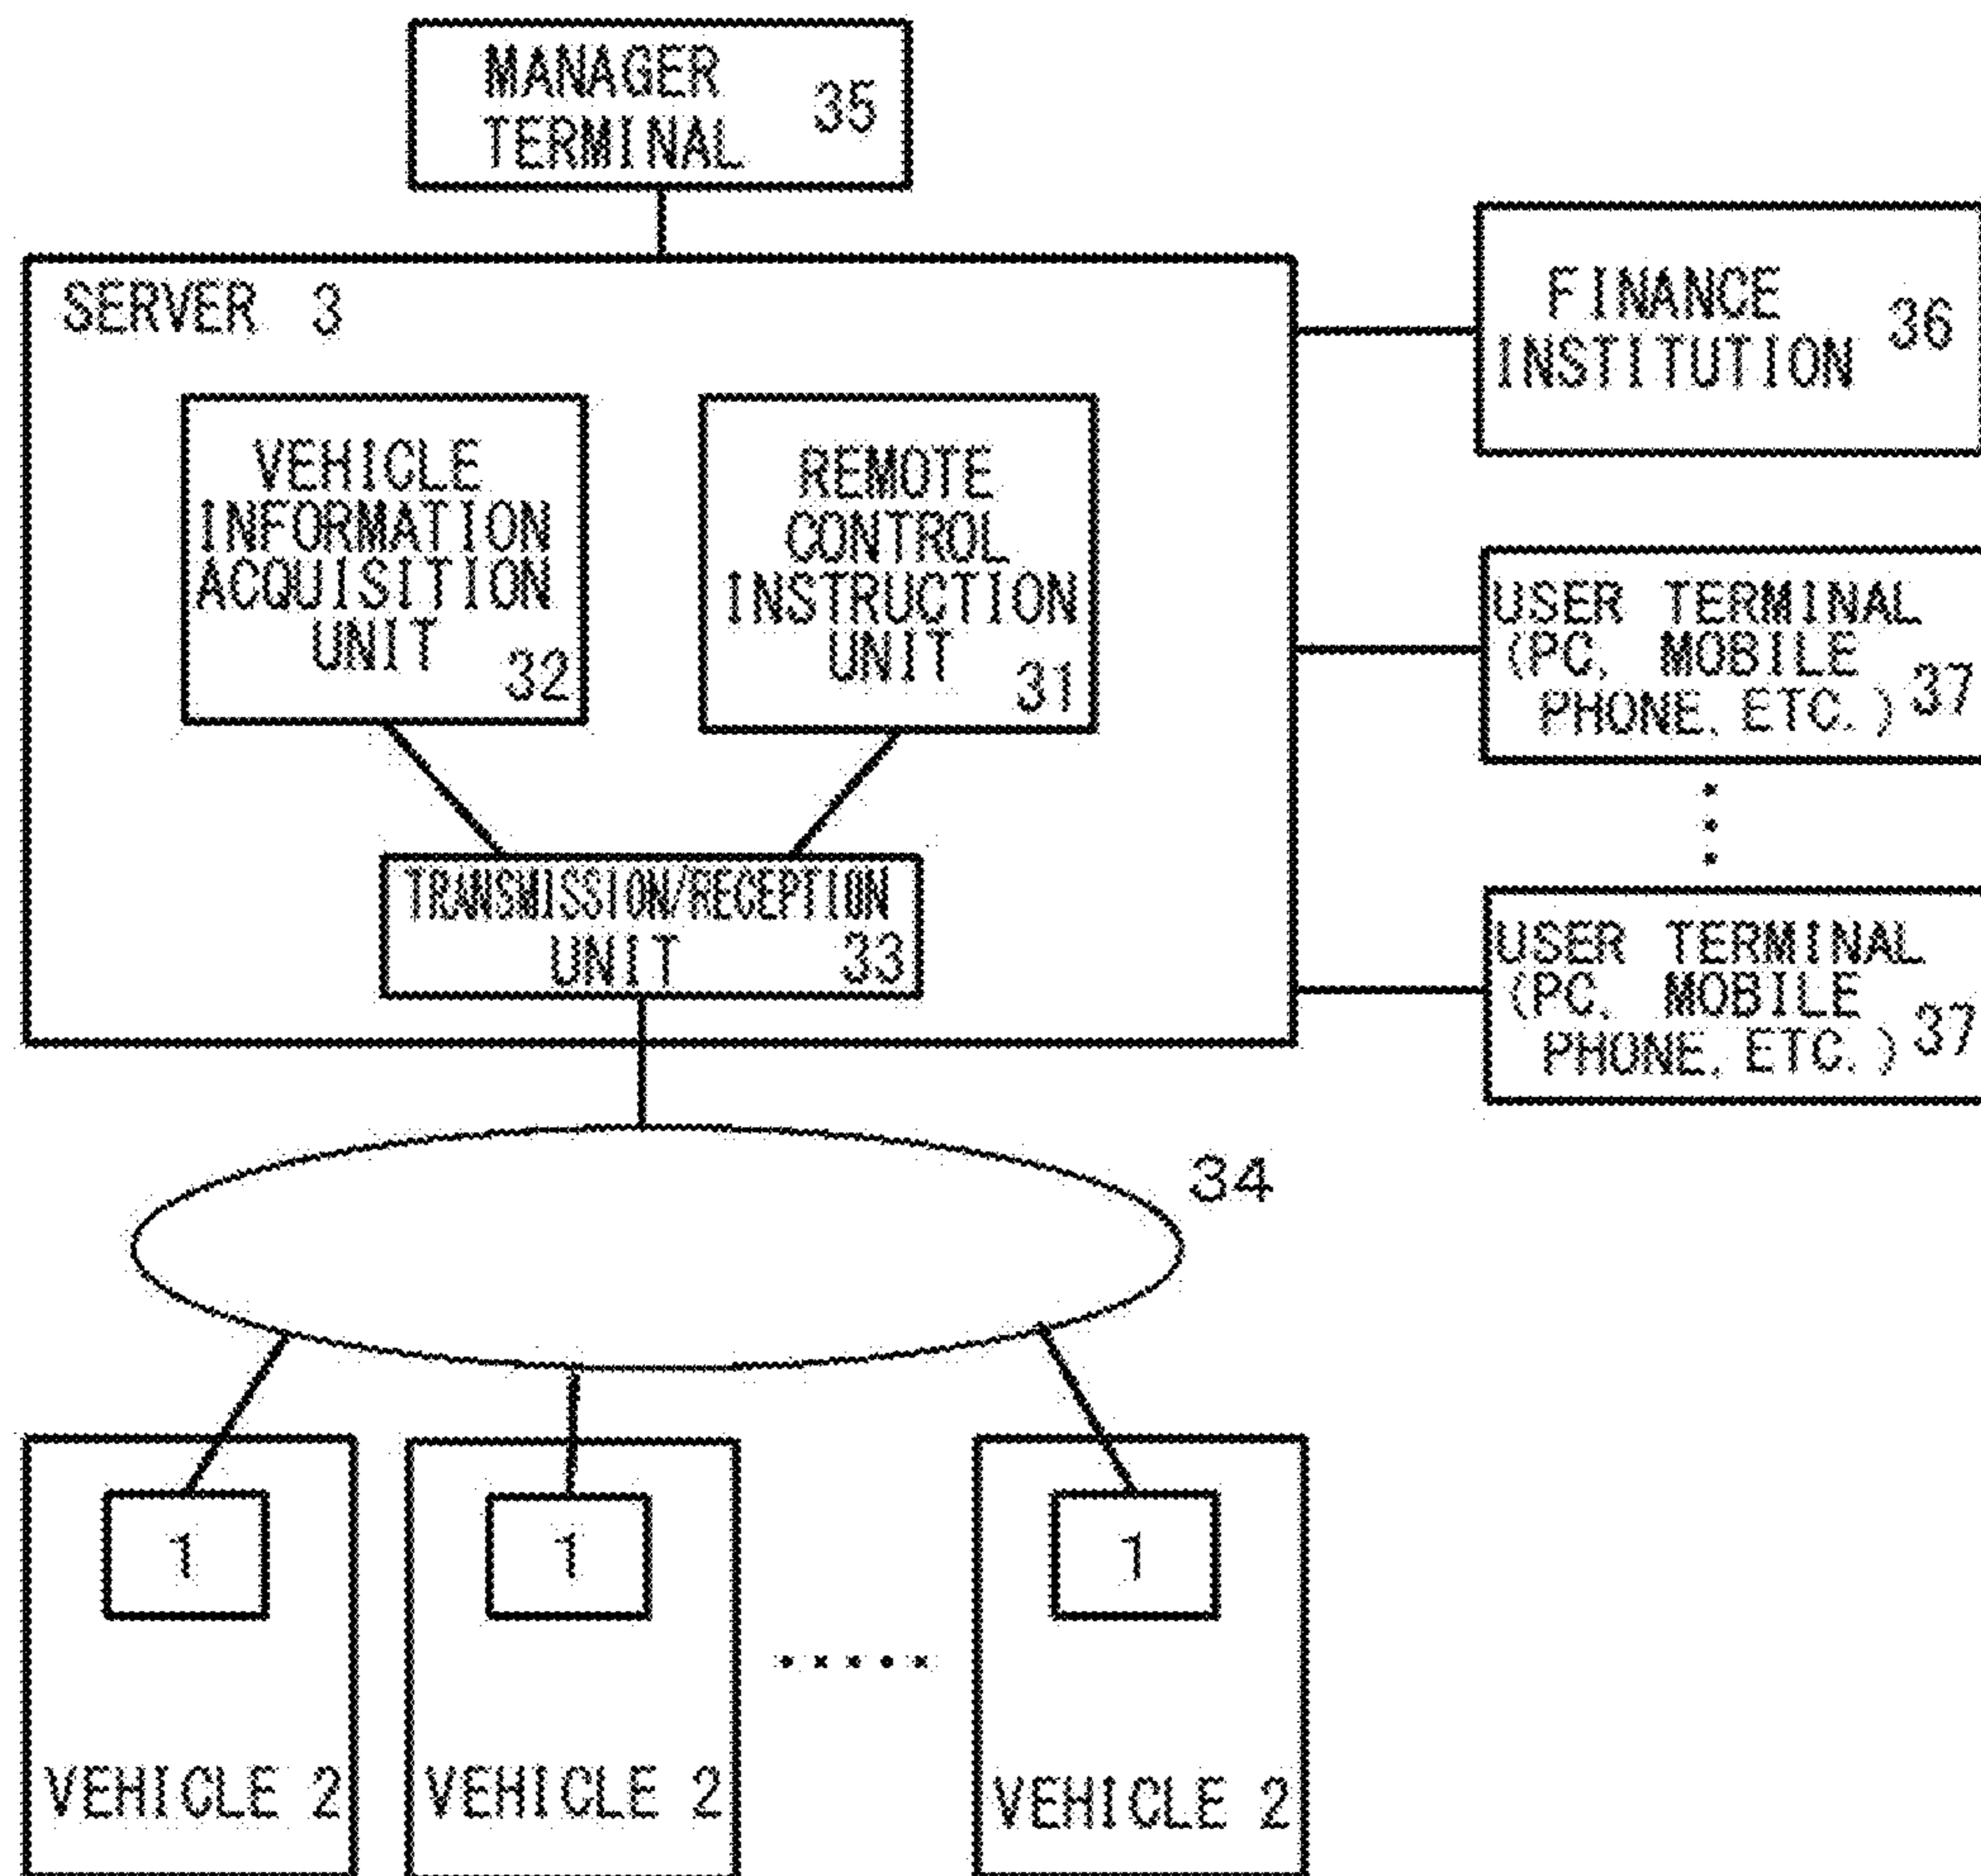 MANAGER
TERMINAL 35
SERVER 3
FINANCE
INSTITUTION 36
VEHICLE
INFORMATION
ACQUISITION
UNIT 32
REMOTE
CONTROL
INSTRUCTION
UNIT 31
USER TERMINAL
(PC, MOBILE
PHONE, ETC.) 37
TRANSMISSION/RECEPTION
UNIT 33
USER TERMINAL
(PC, MOBILE
PHONE, ETC.) 37
34
1
1
1
VEHICLE 2
VEHICLE 2
VEHICLE 2